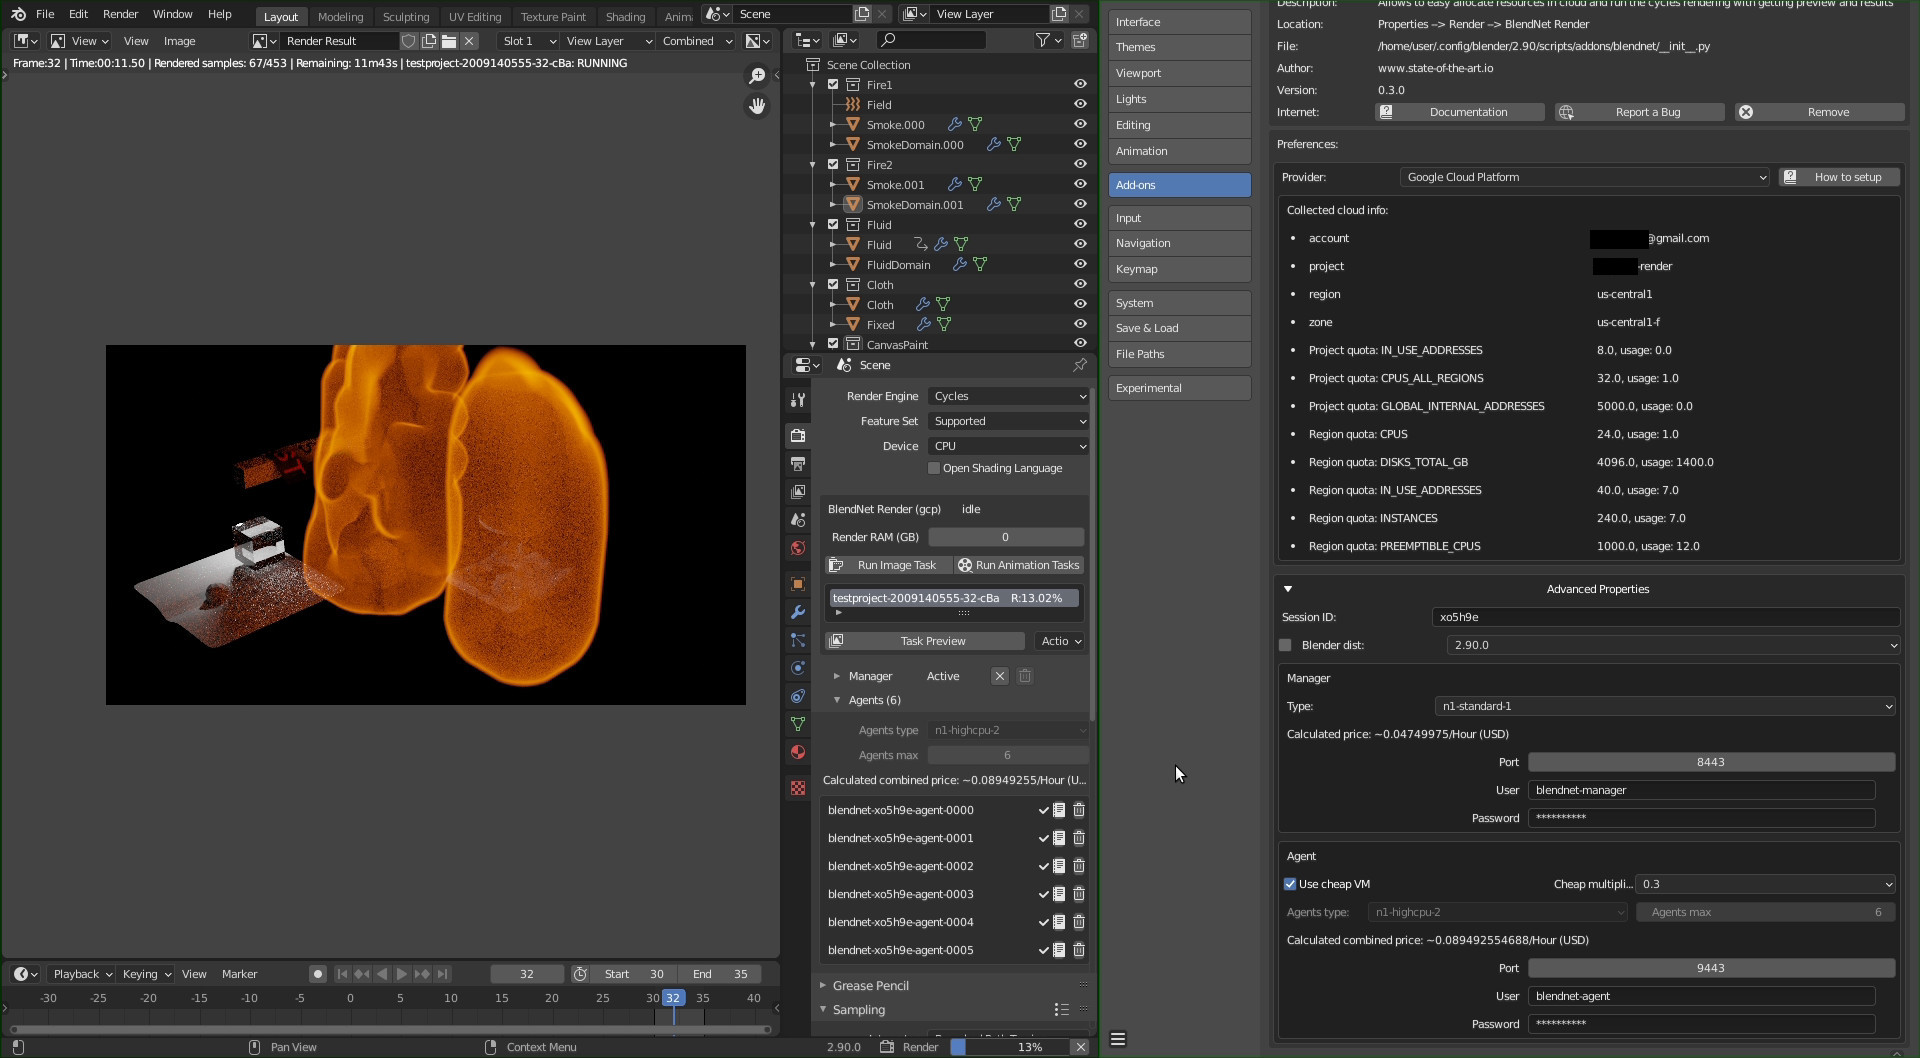 File Edit Render Window Help Layout Modeling Sculpting UV Editing Texture Paint Shading Anim Scene View Layer
View View Image Render Result Slot 1 View Layer Combined
Frame:32 | Time:00:11.50 | Rendered samples: 67/453 | Remaining: 11m43s | testproject-2009140555-32-cBa: RUNNING
Scene Collection
Fire1
Field
Smoke.000
SmokeDomain.000
Fire2
Smoke.001
SmokeDomain.001
Fluid
Fluid
FluidDomain
Cloth
Cloth
Fixed
CanvasPaint
Scene
Render Engine Cycles
Feature Set Supported
Device CPU
Open Shading Language
BlendNet Render (gcp) idle
Render RAM (GB) 0
Run Image Task Run Animation Tasks
testproject-2009140555-32-cBa R:13.02%
Task Preview Actio
Manager Active
Agents (6)
Agents type n1-highcpu-2
Agents max 6
Calculated combined price: ~0.08949255/Hour (U...
blendnet-xo5h9e-agent-0000
blendnet-xo5h9e-agent-0001
blendnet-xo5h9e-agent-0002
blendnet-xo5h9e-agent-0003
blendnet-xo5h9e-agent-0004
blendnet-xo5h9e-agent-0005
Grease Pencil
Sampling
Playback Keying View Marker 32 Start 30 End 35
-30 -25 -20 -15 -10 -5 0 5 10 15 20 25 30 32 35 40
Pan View Context Menu 2.90.0 Render 13%
Interface
Themes
Viewport
Lights
Editing
Animation
Add-ons
Input
Navigation
Keymap
System
Save & Load
File Paths
Experimental
Description: Allows to easy allocate resources in cloud and run the cycles rendering with getting preview and results
Location: Properties --> Render --> BlendNet Render
File: /home/user/.config/blender/2.90/scripts/addons/blendnet/__init__.py
Author: www.state-of-the-art.io
Version: 0.3.0
Internet: Documentation Report a Bug Remove
Preferences:
Provider: Google Cloud Platform How to setup
Collected cloud info:
• account @gmail.com
• project -render
• region us-central1
• zone us-central1-f
• Project quota: IN_USE_ADDRESSES 8.0, usage: 0.0
• Project quota: CPUS_ALL_REGIONS 32.0, usage: 1.0
• Project quota: GLOBAL_INTERNAL_ADDRESSES 5000.0, usage: 0.0
• Region quota: CPUS 24.0, usage: 1.0
• Region quota: DISKS_TOTAL_GB 4096.0, usage: 1400.0
• Region quota: IN_USE_ADDRESSES 40.0, usage: 7.0
• Region quota: INSTANCES 240.0, usage: 7.0
• Region quota: PREEMPTIBLE_CPUS 1000.0, usage: 12.0
Advanced Properties
Session ID: xo5h9e
Blender dist: 2.90.0
Manager
Type: n1-standard-1
Calculated price: ~0.04749975/Hour (USD)
Port 8443
User blendnet-manager
Password **********
Agent
Use cheap VM Cheap multipli... 0.3
Agents type: n1-highcpu-2 Agents max 6
Calculated combined price: ~0.089492554688/Hour (USD)
Port 9443
User blendnet-agent
Password **********